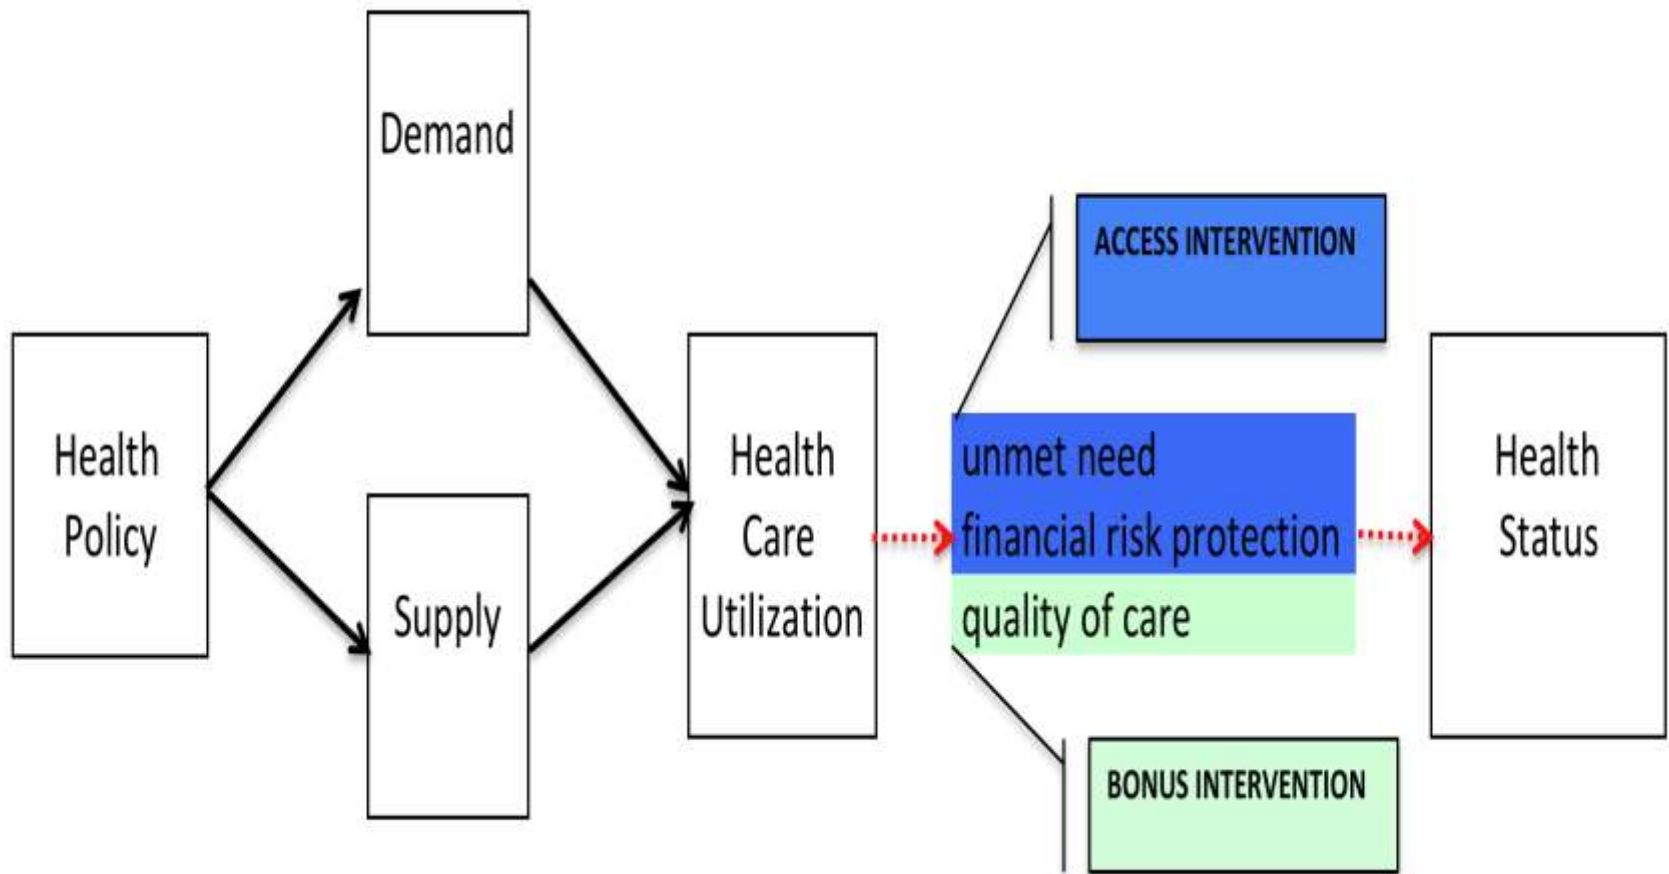 Demand
ACCESS INTERVENTION
Health
Policy
Supply
Health
Care
Utilization
unmet need
financial risk protection
quality of care
Health
Status
BONUS INTERVENTION